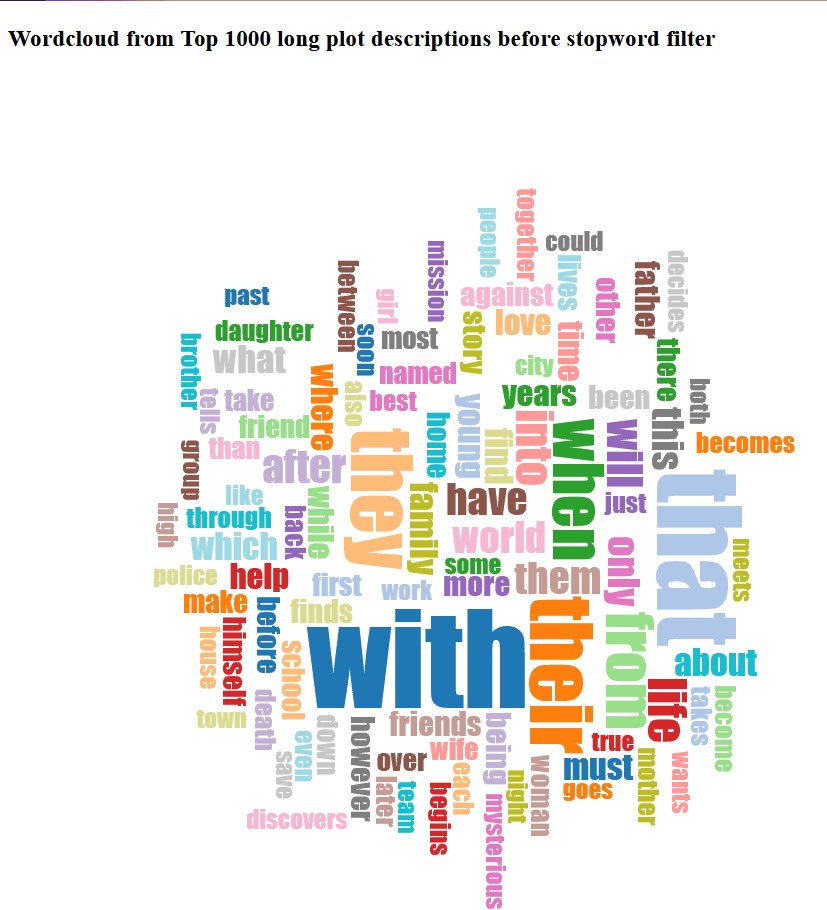 Wordcloud from Top 1000 long plot descriptions before stopword filter
together
people
could
mission
between
girl
lives
other
father
decides
past
against
love
story
soon
most
daughter
brother
what
time
there
city
named
where
also
best
tells
take
years
been
both
friend
home
young
find
into
when
will
this
becomes
than
after
they
group
family
have
just
that
like
high
through
back
while
which
world
only
meets
police
help
some
more
them
first
work
make
before
finds
with
their
from
about
house
himself
school
life
takes
become
town
death
down
however
friends
being
wife
over
true
must
goes
mother
wants
woman
even
save
later
team
each
night
begins
mysterious
discovers